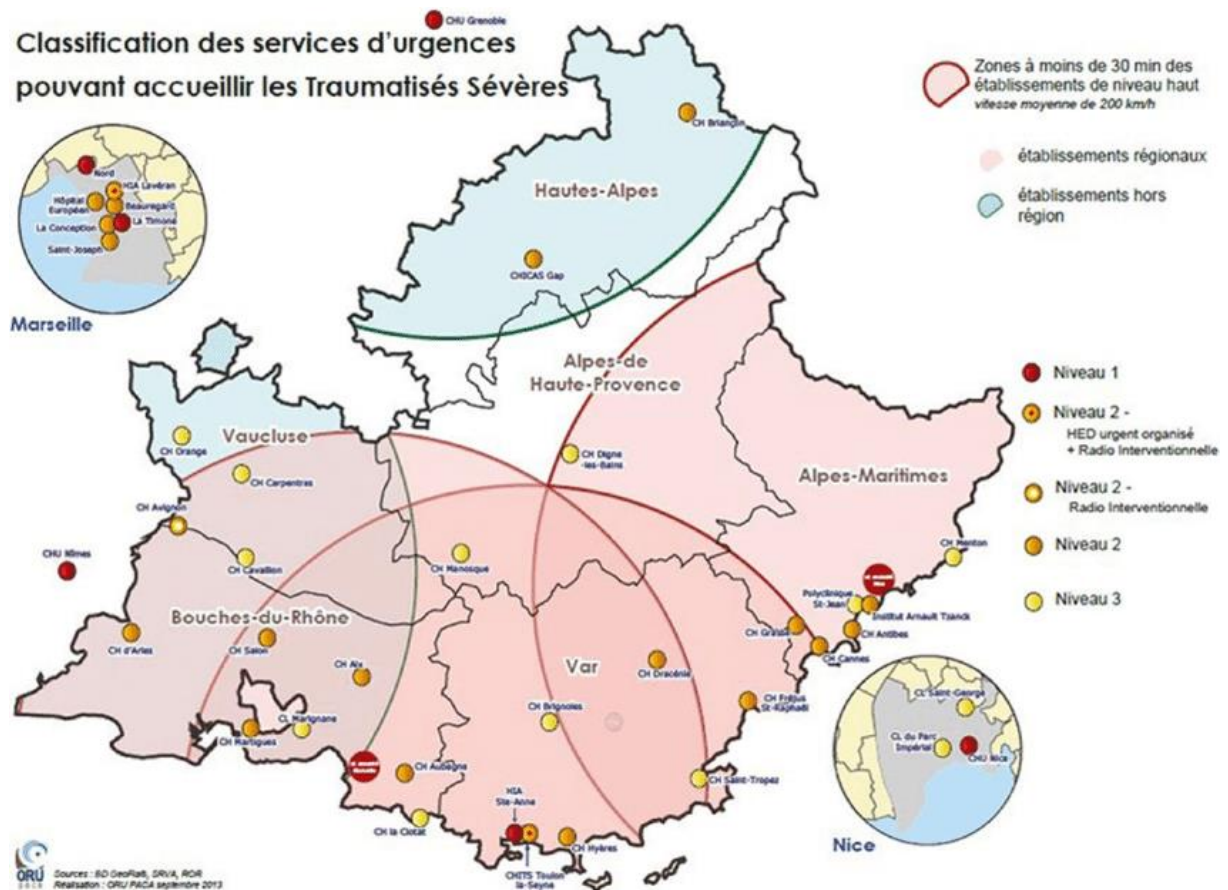 CHU Grenoble
Classification des services d'urgences
pouvant accueillir les Traumatisés Sévères
Zones à moins de 30 min des
établissements de niveau haut
vitesse moyenne de 200 km/h
établissements régionaux
établissements hors
région
CH Briançon
Hautes-Alpes
CHICAS Gap
Nord
HIA Lavéran
Hôpital
Européen
Beauregard
La Timone
La Conception
Saint-Joseph
Marseille
Alpes-de
Haute-Provence
Niveau 1
Niveau 2 -
HED urgent organisé
+ Radio Interventionnelle
Niveau 2 -
Radio Interventionnelle
Niveau 2
Niveau 3
Vaucluse
CH Orange
CH Carpentras
CH Digne
-les-Bains
Alpes-Maritimes
CH Avignon
CHU Nîmes
CH Cavaillon
CH Manosque
CH Menton
Polyclinique
St-Jean
Institut Arnault Tzanck
Bouches-du-Rhône
CH d'Arles
CH Salon
CH Aix
Var
CH Dracénie
CH Grasse
CH Antibes
CH Cannes
CH Fréjus
St-Raphaël
CH Brignoles
CL Marignane
CH Martigues
CH Aubagne
CH Saint-Tropez
CH la Ciotat
HIA
Ste-Anne
CHITS Toulon
la-Seyne
CH Hyères
CL Saint-George
CL du Parc
Impérial
CHU Nice
Nice
ORU
PACA
Sources : BD GeoFla®, SRVA, ROR
Réalisation : ORU PACA septembre 2013